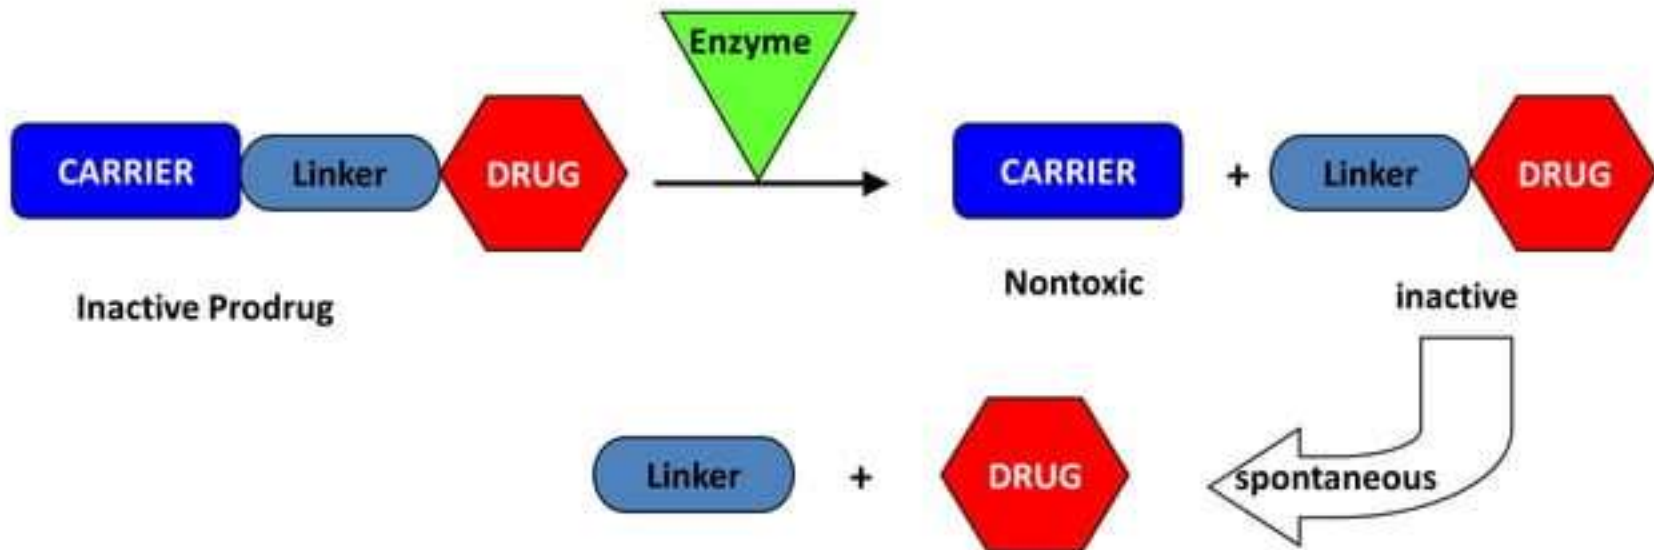 Enzyme
CARRIER Linker DRUG CARRIER + Linker DRUG
Inactive Prodrug Nontoxic inactive
Linker + DRUG spontaneous